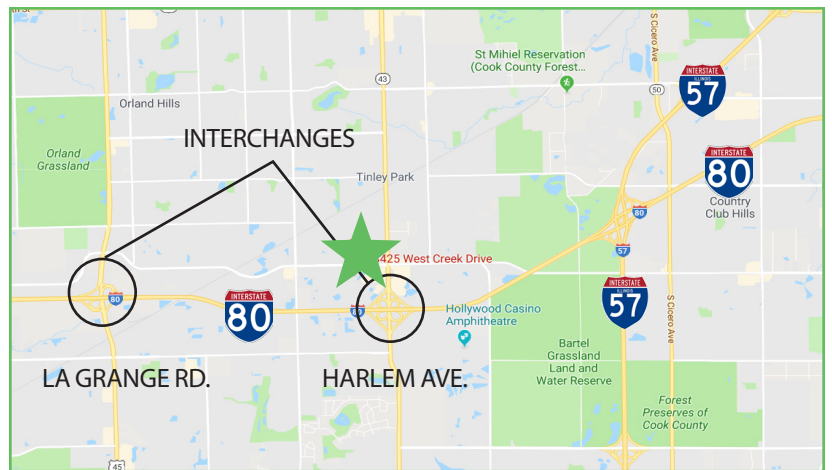 St Mihiel Reservation
(Cook County Forest...
S Cicero Ave
INTERSTATE
ILLINOIS
57
43
50
Orland Hills
INTERCHANGES
Orland
Grassland
INTERSTATE
80
Tinley Park
Country
Club Hills
80
57
425 West Creek Drive
INTERSTATE
ILLINOIS
57
80
INTERSTATE
80
80
Hollywood Casino
Amphitheatre
S Cicero Ave
Bartel
Grassland
Land and
Water Reserve
LA GRANGE RD.
HARLEM AVE.
Forest
Preserves of
Cook County
45